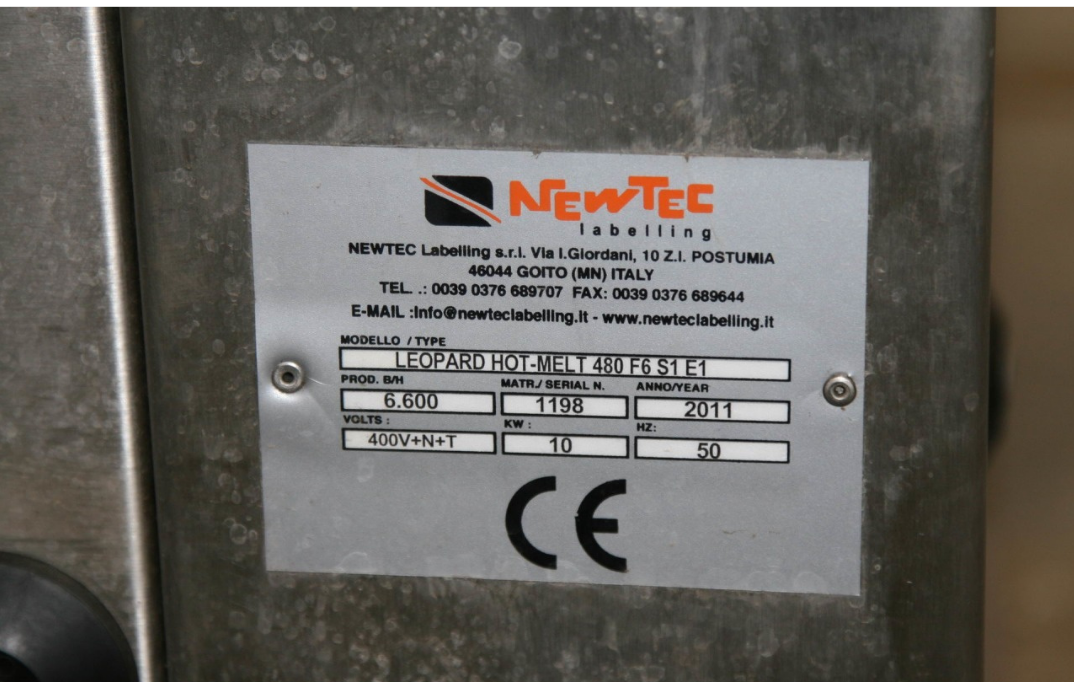 NEWTEC
labelling
NEWTEC Labelling s.r.l. Via I.Giordani, 10 Z.I. POSTUMIA
46044 GOITO (MN) ITALY
TEL. .: 0039 0376 689707 FAX: 0039 0376 689644
E-MAIL :Info@newteclabelling.it - www.newteclabelling.it
MODELLO / TYPE
LEOPARD HOT-MELT 480 F6 S1 E1
PROD. B/H MATR./ SERIAL N. ANNO/YEAR
6.600 1198 2011
VOLTS : KW : HZ:
400V+N+T 10 50
CE